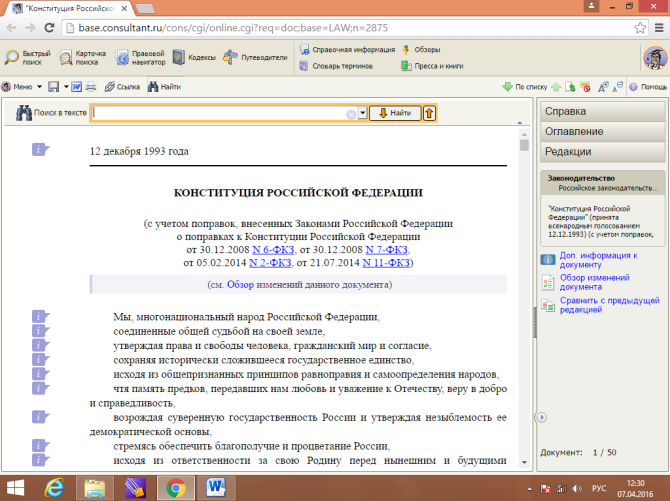 "Конституция Российско
base.consultant.ru/cons/cgi/online.cgi?req=doc;base=LAW;n=2875
Быстрый поиск
Карточка поиска
Правовой навигатор
Кодексы
Путеводители
Справочная информация
Обзоры
Словарь терминов
Пресса и книги
Меню
Ссылка
Найти
По списку
Помощь
Поиск в тексте
Найти
12 декабря 1993 года
КОНСТИТУЦИЯ РОССИЙСКОЙ ФЕДЕРАЦИИ
(с учетом поправок, внесенных Законами Российской Федерации
о поправках к Конституции Российской Федерации
от 30.12.2008 N 6-ФКЗ, от 30.12.2008 N 7-ФКЗ,
от 05.02.2014 N 2-ФКЗ, от 21.07.2014 N 11-ФКЗ)
(см. Обзор изменений данного документа)
Мы, многонациональный народ Российской Федерации,
соединенные общей судьбой на своей земле,
утверждая права и свободы человека, гражданский мир и согласие,
сохраняя исторически сложившееся государственное единство,
исходя из общепризнанных принципов равноправия и самоопределения народов,
чтя память предков, передавших нам любовь и уважение к Отечеству, веру в добро
и справедливость,
возрождая суверенную государственность России и утверждая незыблемость ее
демократической основы,
стремясь обеспечить благополучие и процветание России,
исходя из ответственности за свою Родину перед нынешним и будущими
Справка
Оглавление
Редакции
Законодательство
Российское законодательств...
"Конституция Российской
Федерации" (принята
всенародным голосованием
12.12.1993) (с учетом поправок,
Доп. информация к
документу
Обзор изменений
документа
Сравнить с предыдущей
редакцией
Документ: 1 / 50
РУС
12:30
07.04.2016